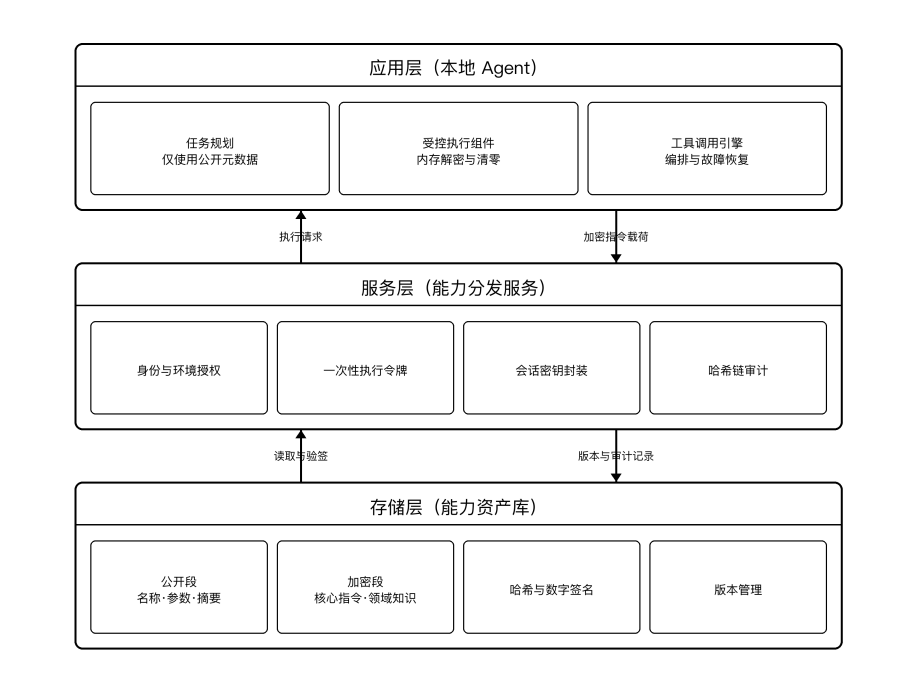 应用层（本地 Agent）
任务规划
仅使用公开元数据
受控执行组件
内存解密与清零
工具调用引擎
编排与故障恢复
执行请求
加密指令载荷
服务层（能力分发服务）
身份与环境授权
一次性执行令牌
会话密钥封装
哈希链审计
读取与验签
版本与审计记录
存储层（能力资产库）
公开段
名称·参数·摘要
加密段
核心指令·领域知识
哈希与数字签名
版本管理